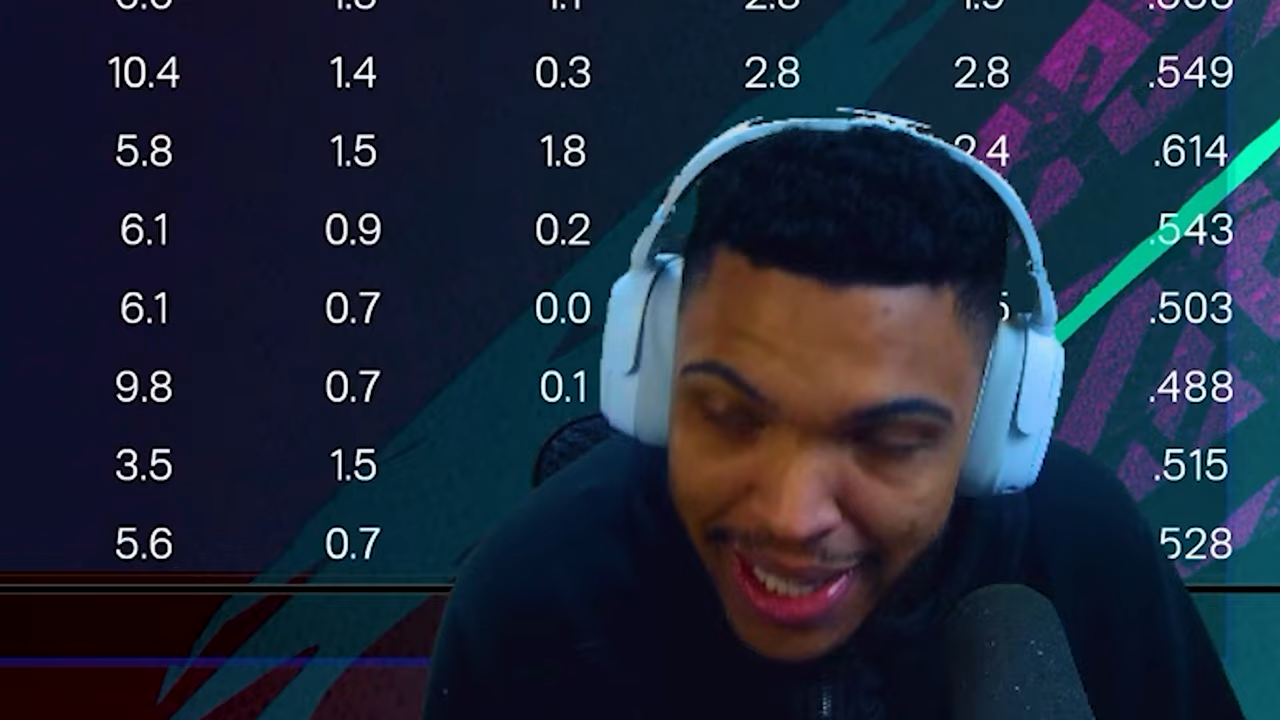 10.4 1.4 0.3 2.8 2.8 .549
5.8 1.5 1.8 2.4 .614
6.1 0.9 0.2 .543
6.1 0.7 0.0 .503
9.8 0.7 0.1 .488
3.5 1.5 .515
5.6 0.7 528